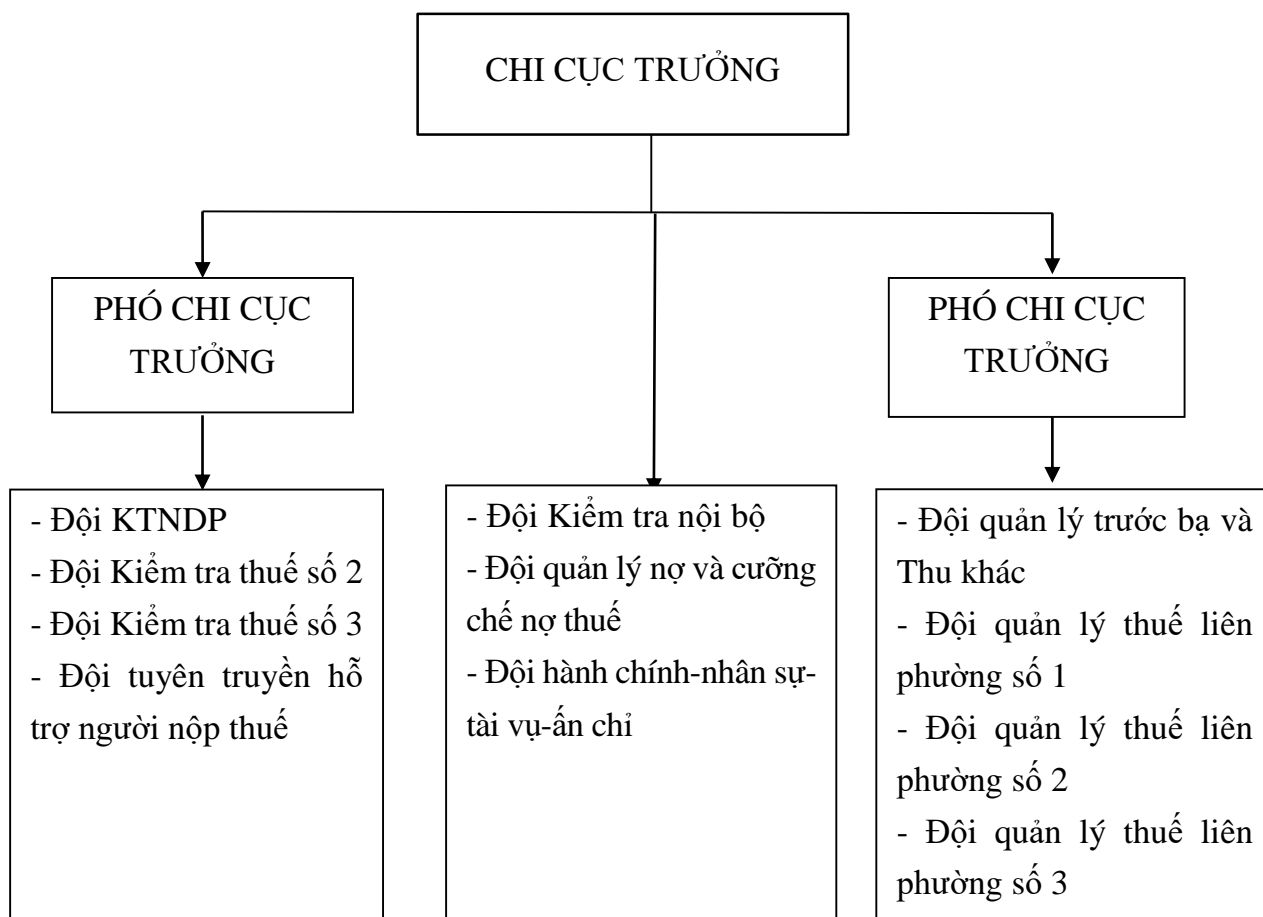 CHI CỤC TRƯỞNG
PHÓ CHI CỤC
TRƯỞNG
PHÓ CHI CỤC
TRƯỞNG
- Đội KTNDP
- Đội Kiểm tra thuế số 2
- Đội Kiểm tra thuế số 3
- Đội tuyên truyền hỗ
trợ người nộp thuế
- Đội Kiểm tra nội bộ
- Đội quản lý nợ và cưỡng
chế nợ thuế
- Đội hành chính-nhân sự-
tài vụ-ấn chỉ
- Đội quản lý trước bạ và
Thu khác
- Đội quản lý thuế liên
phường số 1
- Đội quản lý thuế liên
phường số 2
- Đội quản lý thuế liên
phường số 3